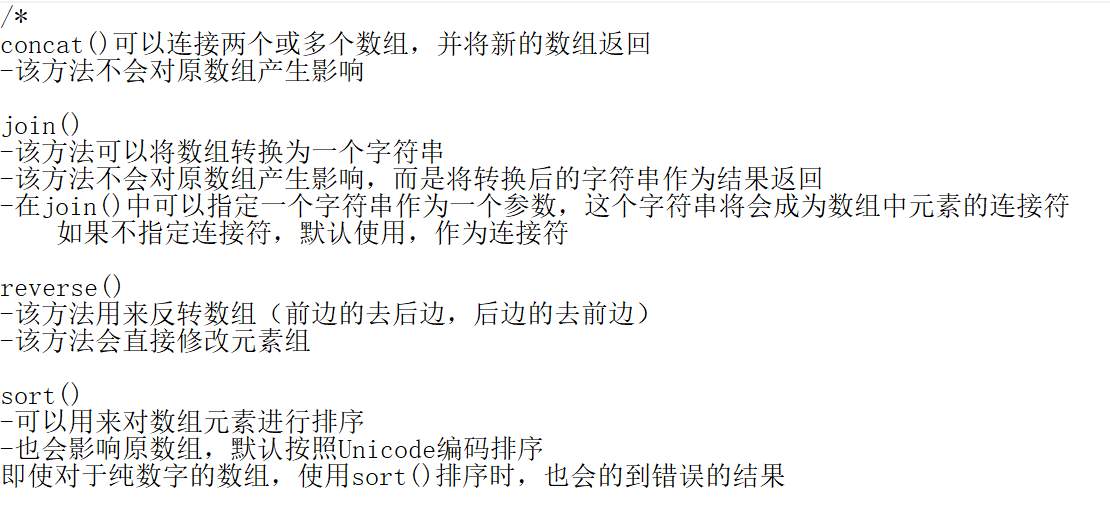 /*
concat()可以连接两个或多个数组，并将新的数组返回
-该方法不会对原数组产生影响
join()
-该方法可以将数组转换为一个字符串
-该方法不会对原数组产生影响，而是将转换后的字符串作为结果返回
-在join()中可以指定一个字符串作为一个参数，这个字符串将会成为数组中元素的连接符
如果不指定连接符，默认使用，作为连接符
reverse()
-该方法用来反转数组（前边的去后边，后边的去前边）
-该方法会直接修改元素组
sort()
-可以用来对数组元素进行排序
-也会影响原数组，默认按照Unicode编码排序
即使对于纯数字的数组，使用sort()排序时，也会的到错误的结果